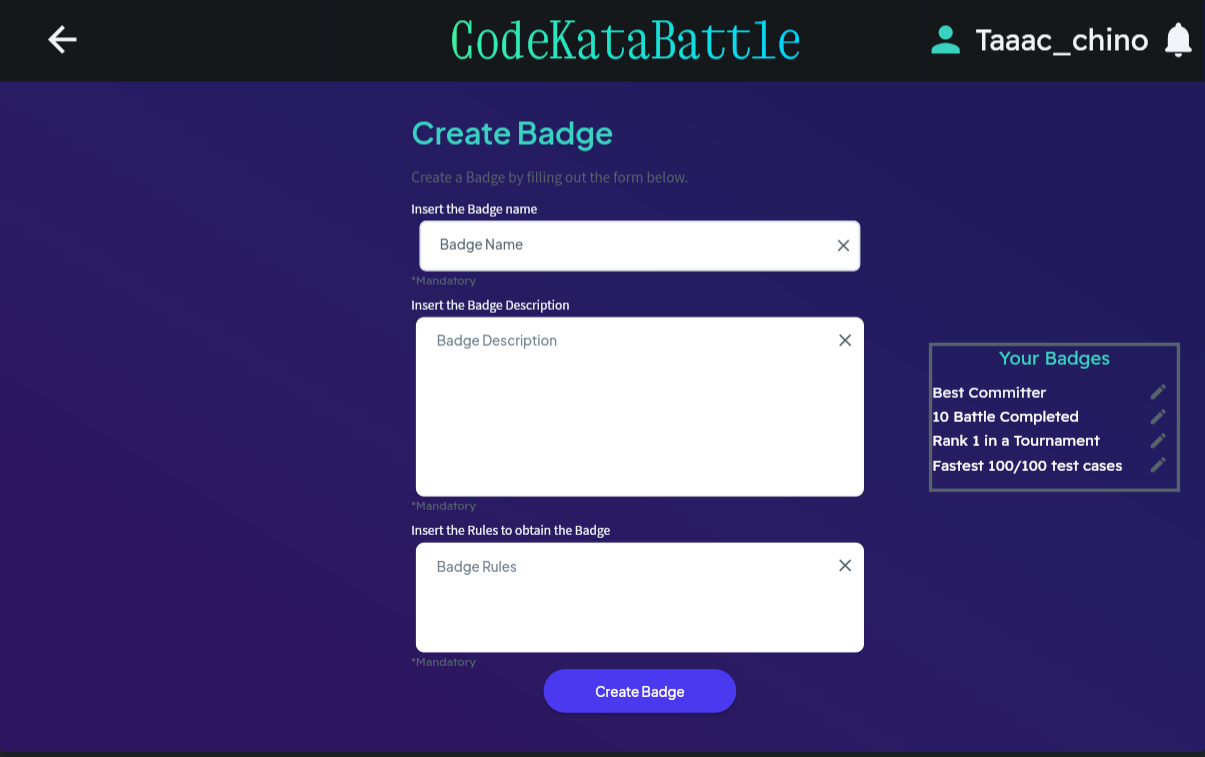 CodeKataBattle
Taaac_chino
Create Badge
Create a Badge by filling out the form below.
Insert the Badge name
Badge Name
*Mandatory
Insert the Badge Description
Badge Description
*Mandatory
Insert the Rules to obtain the Badge
Badge Rules
*Mandatory
Create Badge
Your Badges
Best Committer
10 Battle Completed
Rank 1 in a Tournament
Fastest 100/100 test cases